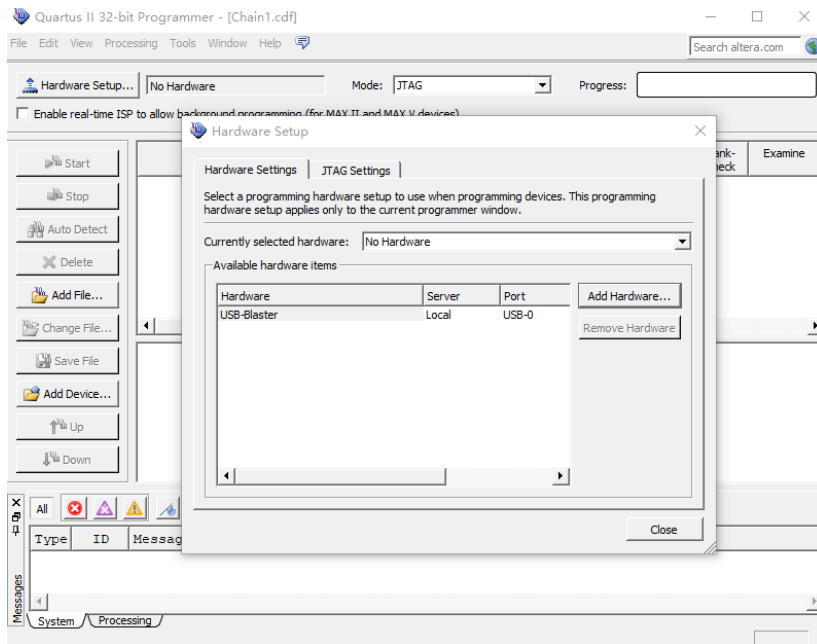 Quartus II 32-bit Programmer - [Chain1.cdf]
File Edit View Processing Tools Window Help
Search altera.com
Hardware Setup... No Hardware Mode: JTAG Progress:
Enable real-time ISP to allow background programming (for MAX II and MAX V devices)
Hardware Setup
Start
Stop
Auto Detect
Delete
Add File...
Change File...
Save File
Add Device...
Up
Down
Examine
Hardware Settings JTAG Settings
Select a programming hardware setup to use when programming devices. This programming
hardware setup applies only to the current programmer window.
Currently selected hardware: No Hardware
Available hardware items
Hardware Server Port
USB-Blaster Local USB-0
Add Hardware...
Remove Hardware
Close
All
Type ID Messag
Messages
System Processing